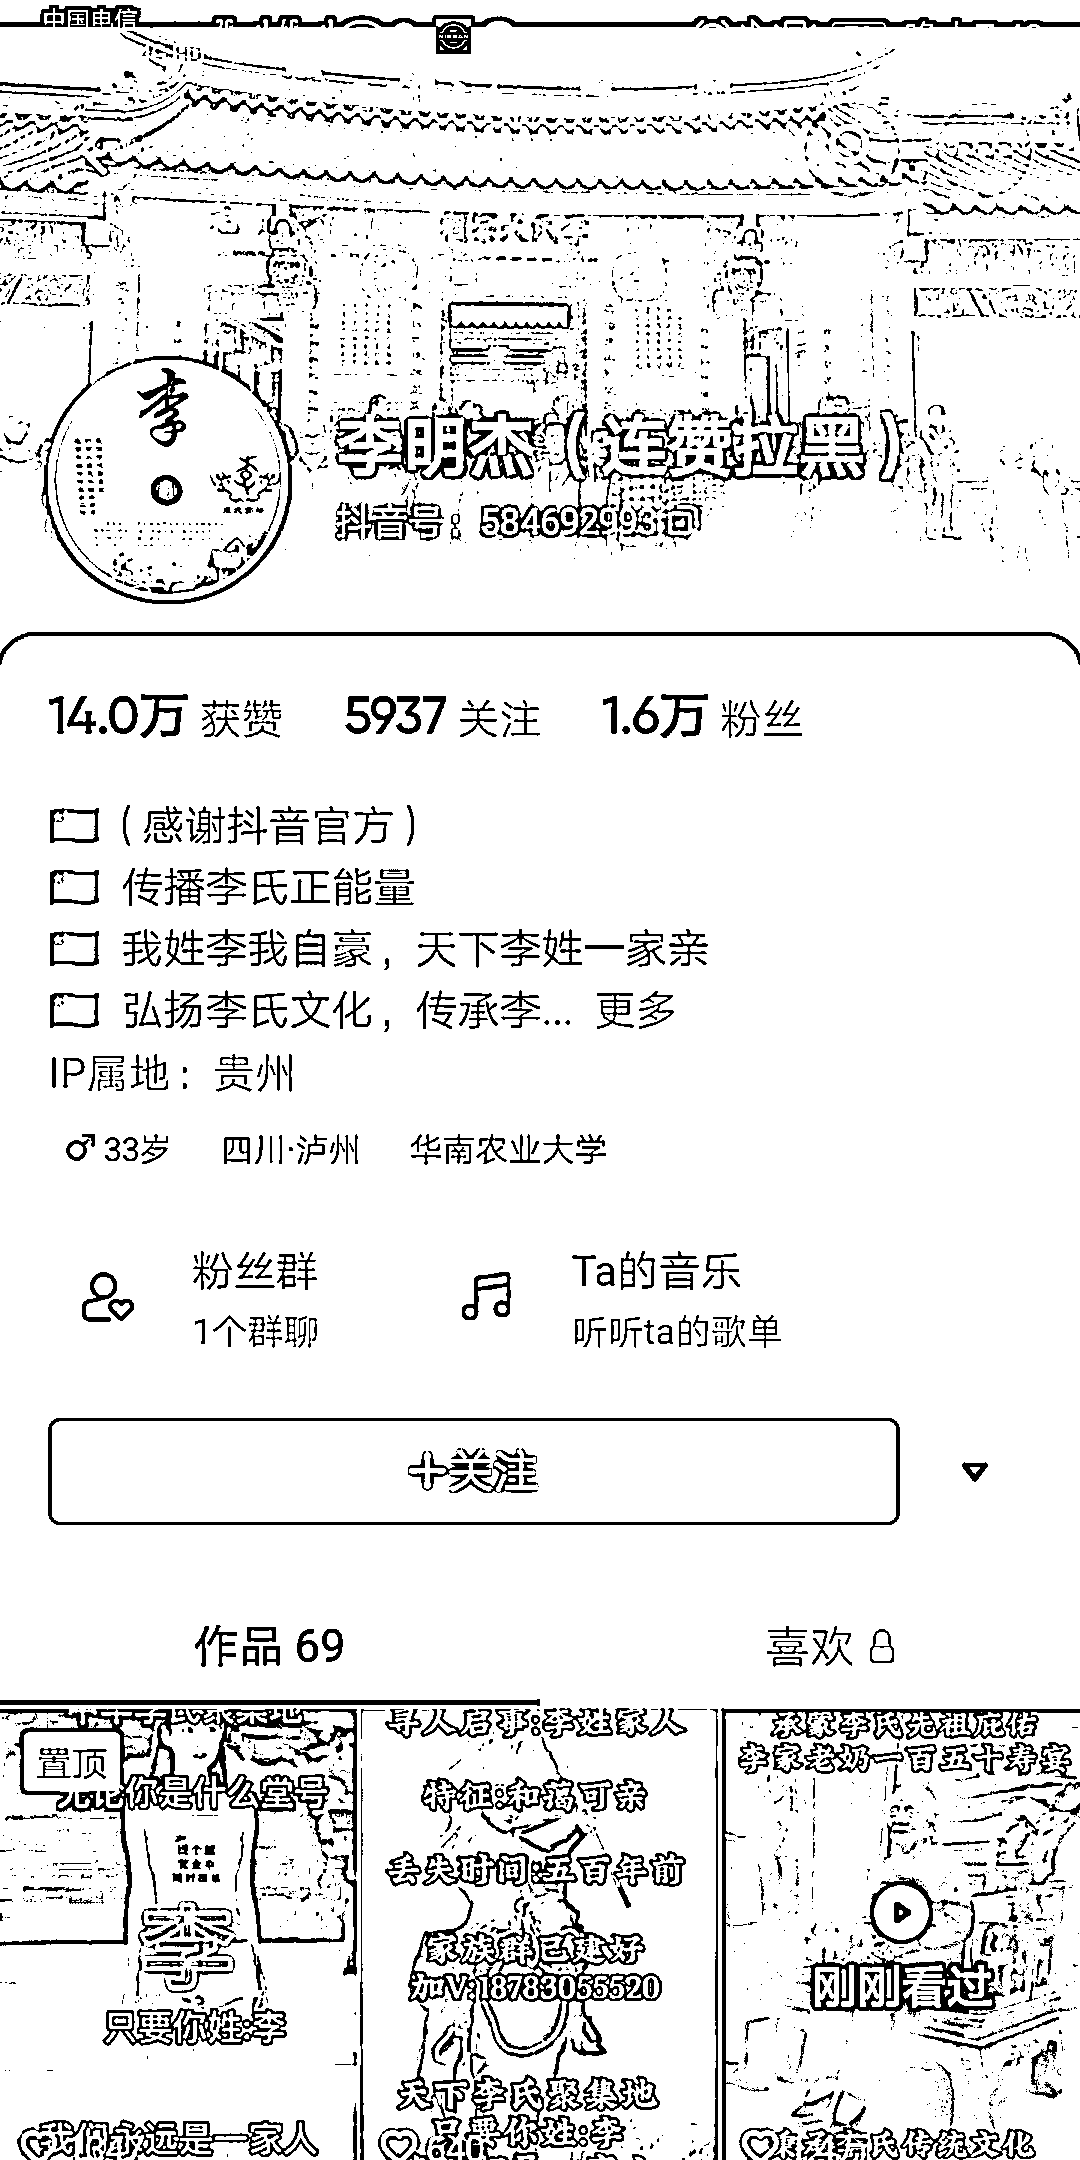 中国电信
NISSAN
李
李明杰（连赞拉黑）
抖音号：584692993
14.0万 获赞 5937 关注 1.6万 粉丝
（感谢抖音官方）
传播李氏正能量
我姓李我自豪，天下李姓一家亲
弘扬李氏文化，传承李... 更多
IP属地：贵州
33岁 四川·泸州 华南农业大学
粉丝群
1个群聊
Ta的音乐
听听ta的歌单
+关注
作品 69
喜欢
置顶
无论你是什么堂号
李
只要你姓:李
我们永远是一家人
寻人启事:李姓家人
特征:和蔼可亲
丢失时间:五百年前
家族群已建好
加V:18783055520
天下李氏聚集地
只要你姓:李
640
承蒙李氏先祖庇佑
李家老奶一百五十寿宴
刚刚看过